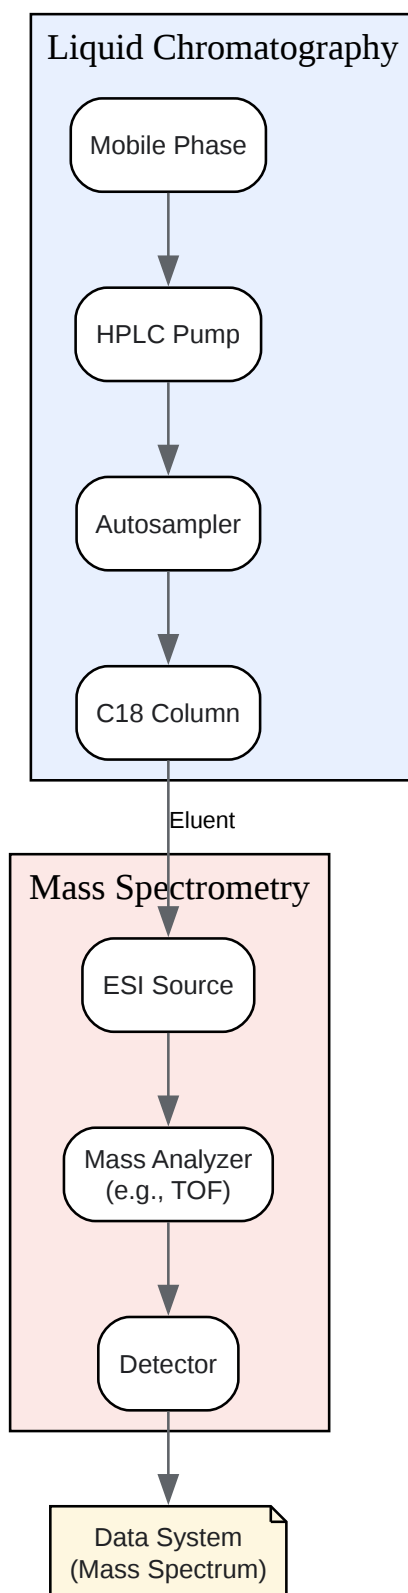 Liquid Chromatography
Mobile Phase
HPLC Pump
Autosampler
C18 Column
Eluent
Mass Spectrometry
ESI Source
Mass Analyzer
(e.g., TOF)
Detector
Data System
(Mass Spectrum)